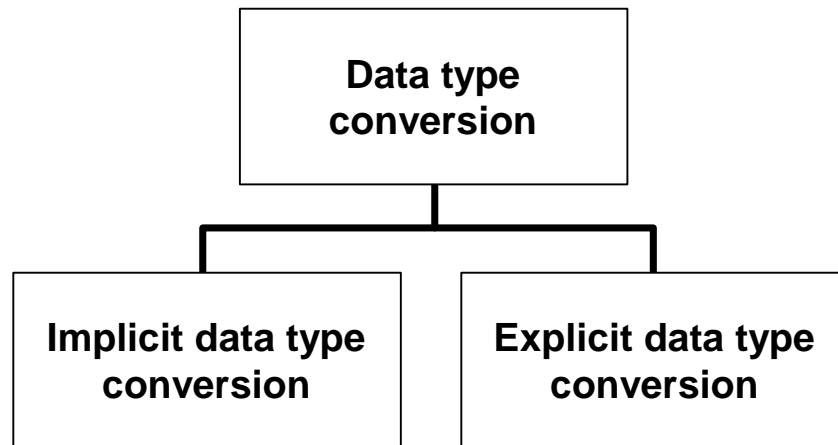 Data type
conversion
Implicit data type
conversion
Explicit data type
conversion